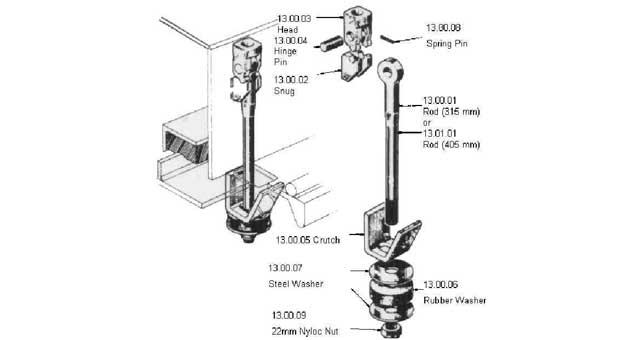 13.00.03
Head
13.00.04
Hinge
Pin
13.00.02
Snug
13.00.08
Spring Pin
13.00.01
Rod (315 mm)
or
13.01.01
Rod (405 mm)
13.00.05 Crutch
13.00.07
Steel Washer
13.00.06
Rubber Washer
13.00.09
22mm Nyloc Nut